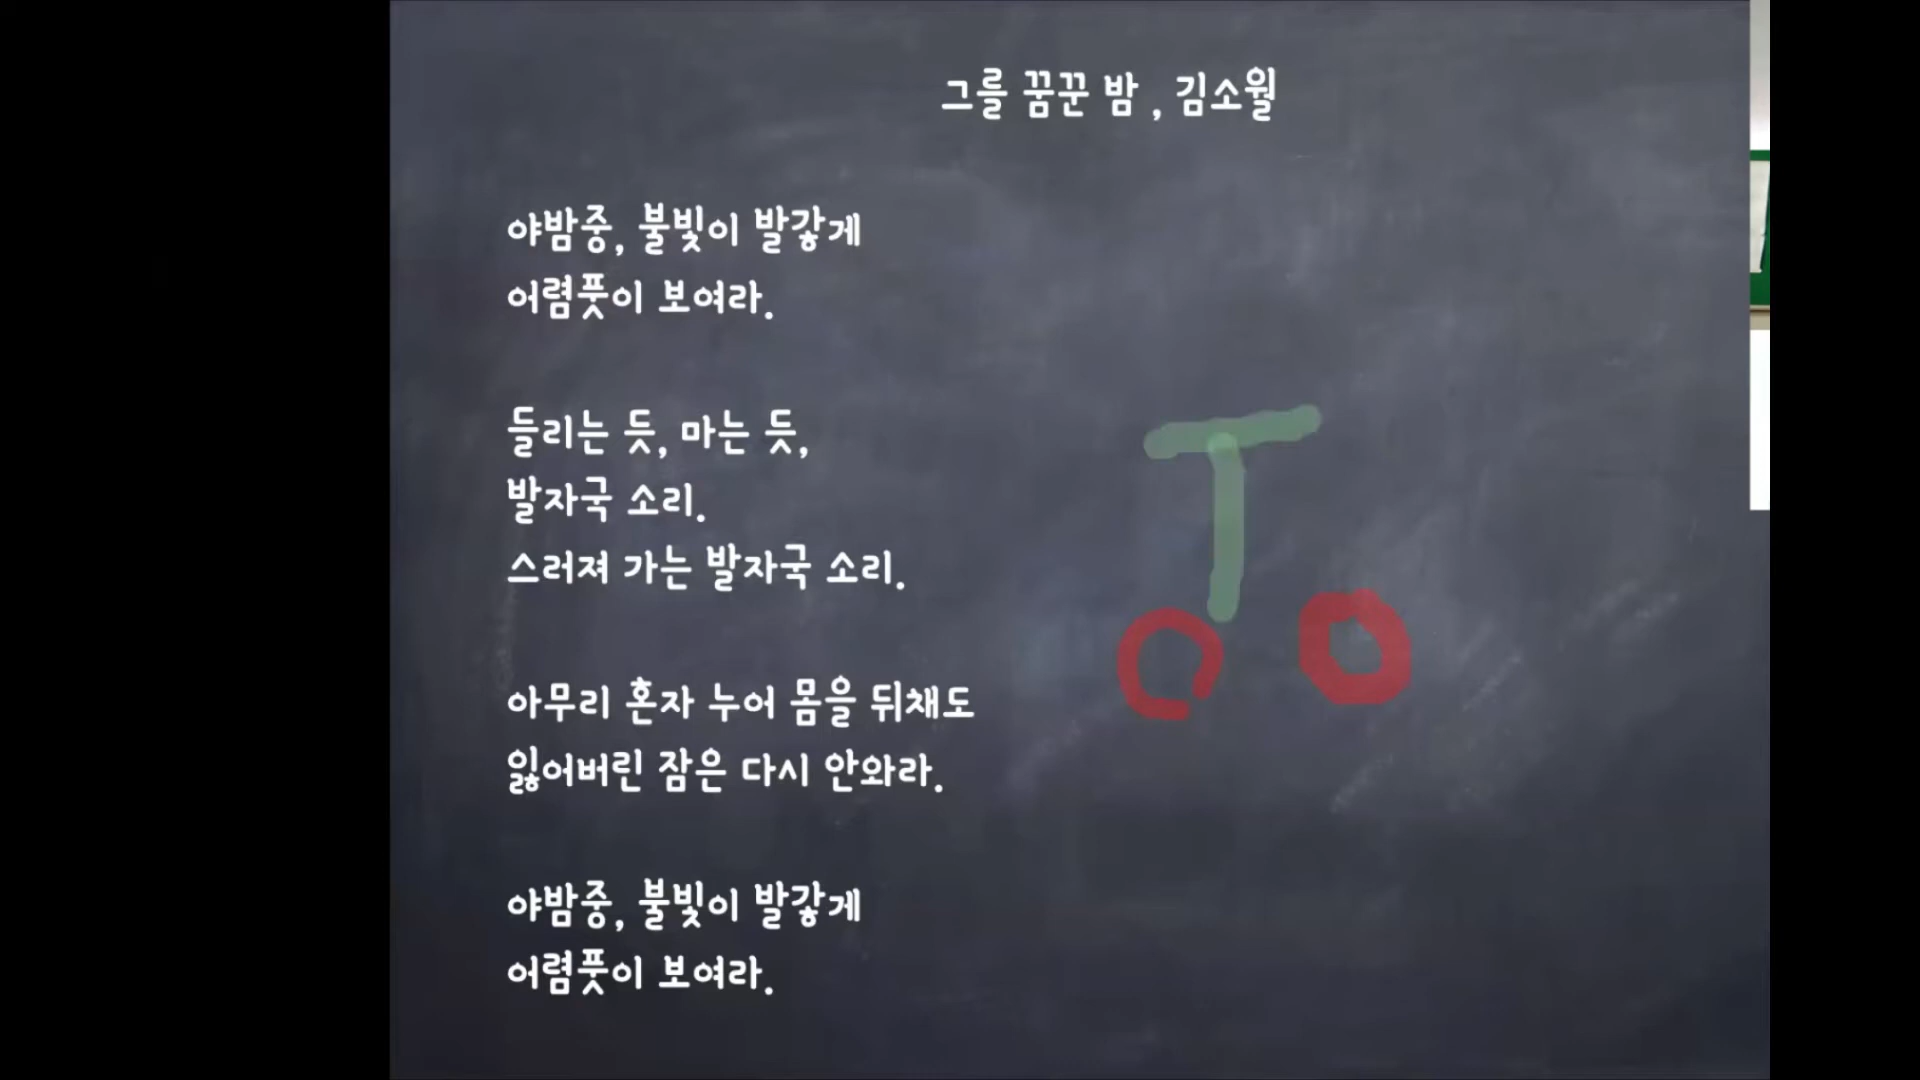 그를 꿈꾼 밤 , 김소월
야밤중, 불빛이 발갛게
어렴풋이 보여라.
들리는 듯, 마는 듯,
발자국 소리.
스러져 가는 발자국 소리.
아무리 혼자 누어 몸을 뒤채도
잃어버린 잠은 다시 안와라.
야밤중, 불빛이 발갛게
어렴풋이 보여라.
T
O O